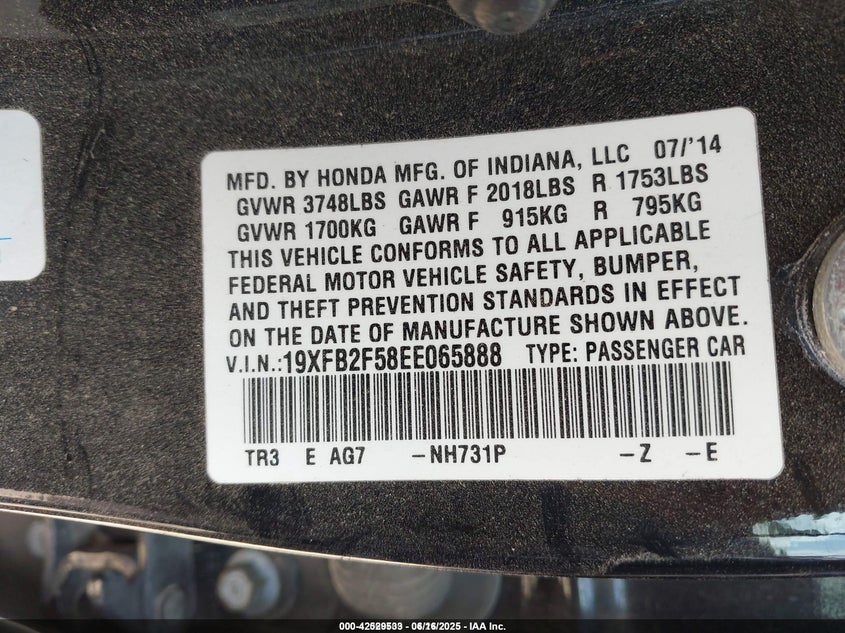 MFD. BY HONDA MFG. OF INDIANA, LLC 07/'14
GVWR 3748LBS GAWR F 2018LBS R 1753LBS
GVWR 1700KG GAWR F 915KG R 795KG
THIS VEHICLE CONFORMS TO ALL APPLICABLE
FEDERAL MOTOR VEHICLE SAFETY, BUMPER,
AND THEFT PREVENTION STANDARDS IN EFFECT
ON THE DATE OF MANUFACTURE SHOWN ABOVE.
V.I.N.:19XFB2F58EE065888 TYPE: PASSENGER CAR
TR3 E AG7 -NH731P -Z -E
- IAA Inc.